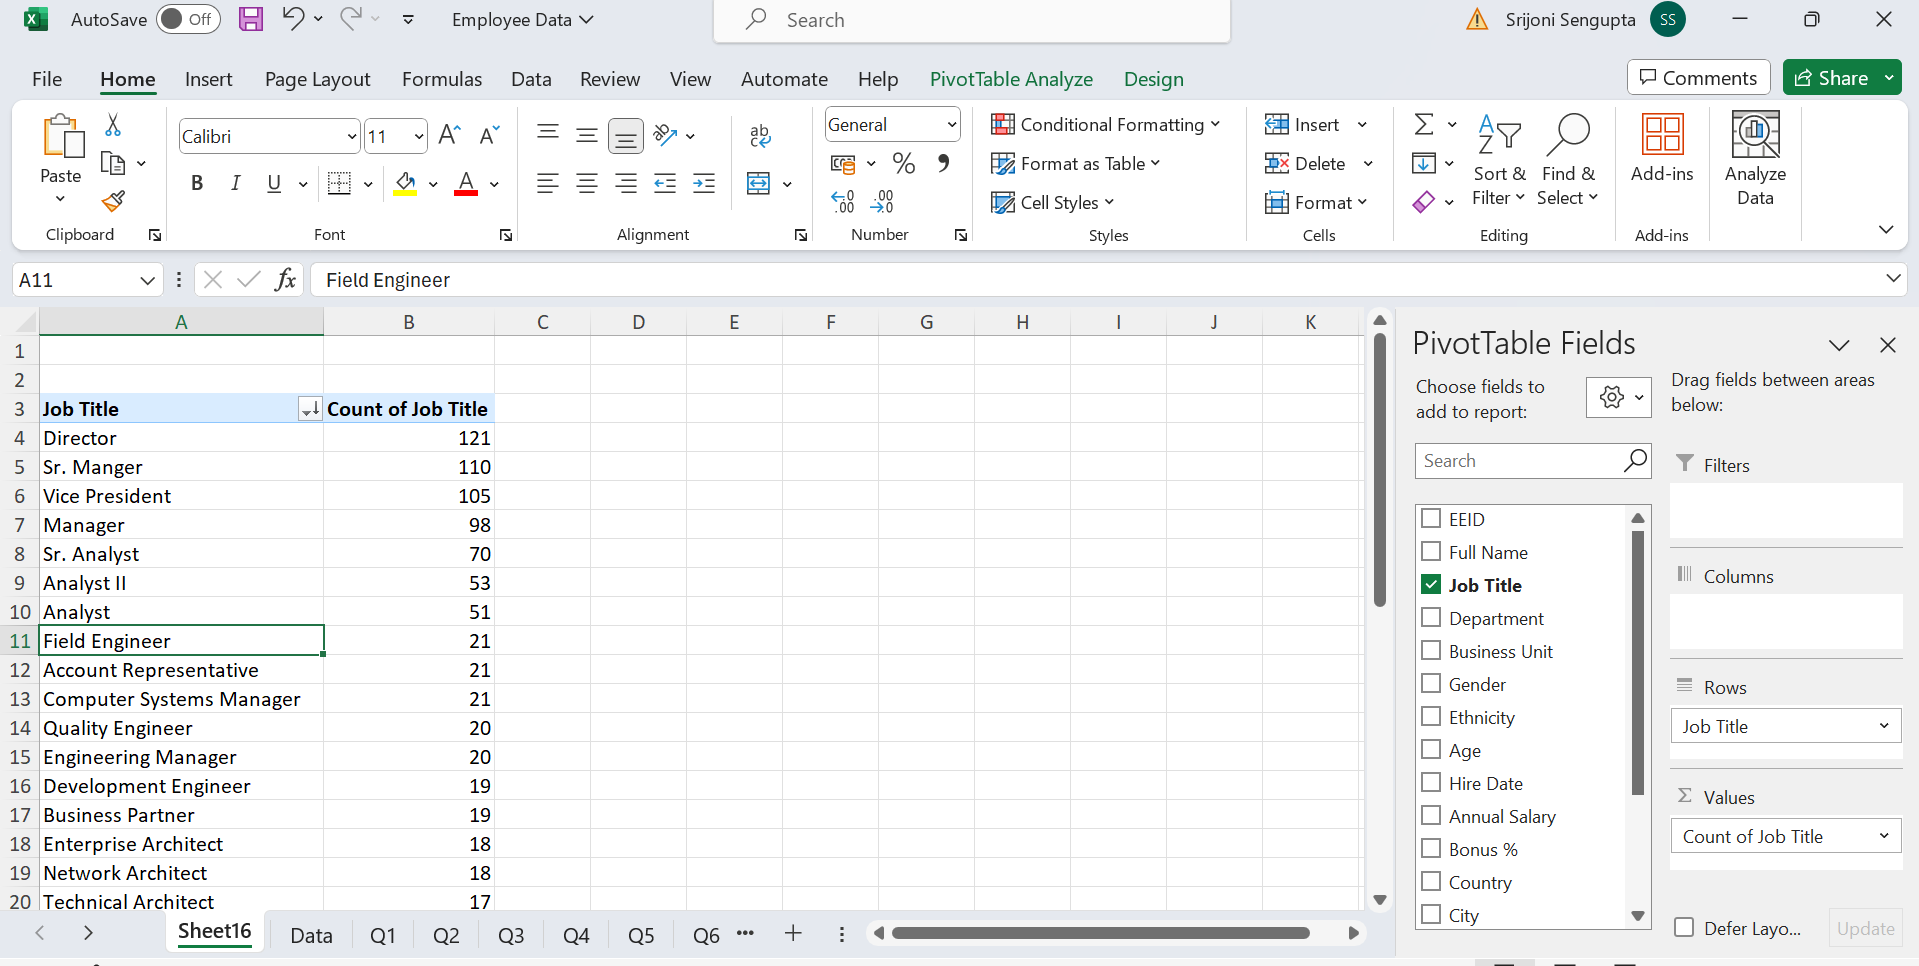 AutoSave Off Employee Data Search Srijoni Sengupta SS
File Home Insert Page Layout Formulas Data Review View Automate Help PivotTable Analyze Design Comments Share
Paste
Clipboard
Calibri 11
B I U A
Font
ab
Alignment
General
% 9
.00 .00
Number
Conditional Formatting
Format as Table
Cell Styles
Styles
Insert
Delete
Format
Cells
Sort & Filter
Find & Select
Editing
Add-ins
Add-ins
Analyze Data
A11 fx Field Engineer
A B C D E F G H I J K
1
2
3 Job Title Count of Job Title
4 Director 121
5 Sr. Manger 110
6 Vice President 105
7 Manager 98
8 Sr. Analyst 70
9 Analyst II 53
10 Analyst 51
11 Field Engineer 21
12 Account Representative 21
13 Computer Systems Manager 21
14 Quality Engineer 20
15 Engineering Manager 20
16 Development Engineer 19
17 Business Partner 19
18 Enterprise Architect 18
19 Network Architect 18
20 Technical Architect 17
Sheet16 Data Q1 Q2 Q3 Q4 Q5 Q6 ...
PivotTable Fields
Choose fields to
add to report:
Search
EEID
Full Name
Job Title
Department
Business Unit
Gender
Ethnicity
Age
Hire Date
Annual Salary
Bonus %
Country
City
Drag fields between areas
below:
Filters
Columns
Rows
Job Title
Σ Values
Count of Job Title
Defer Layo... Update